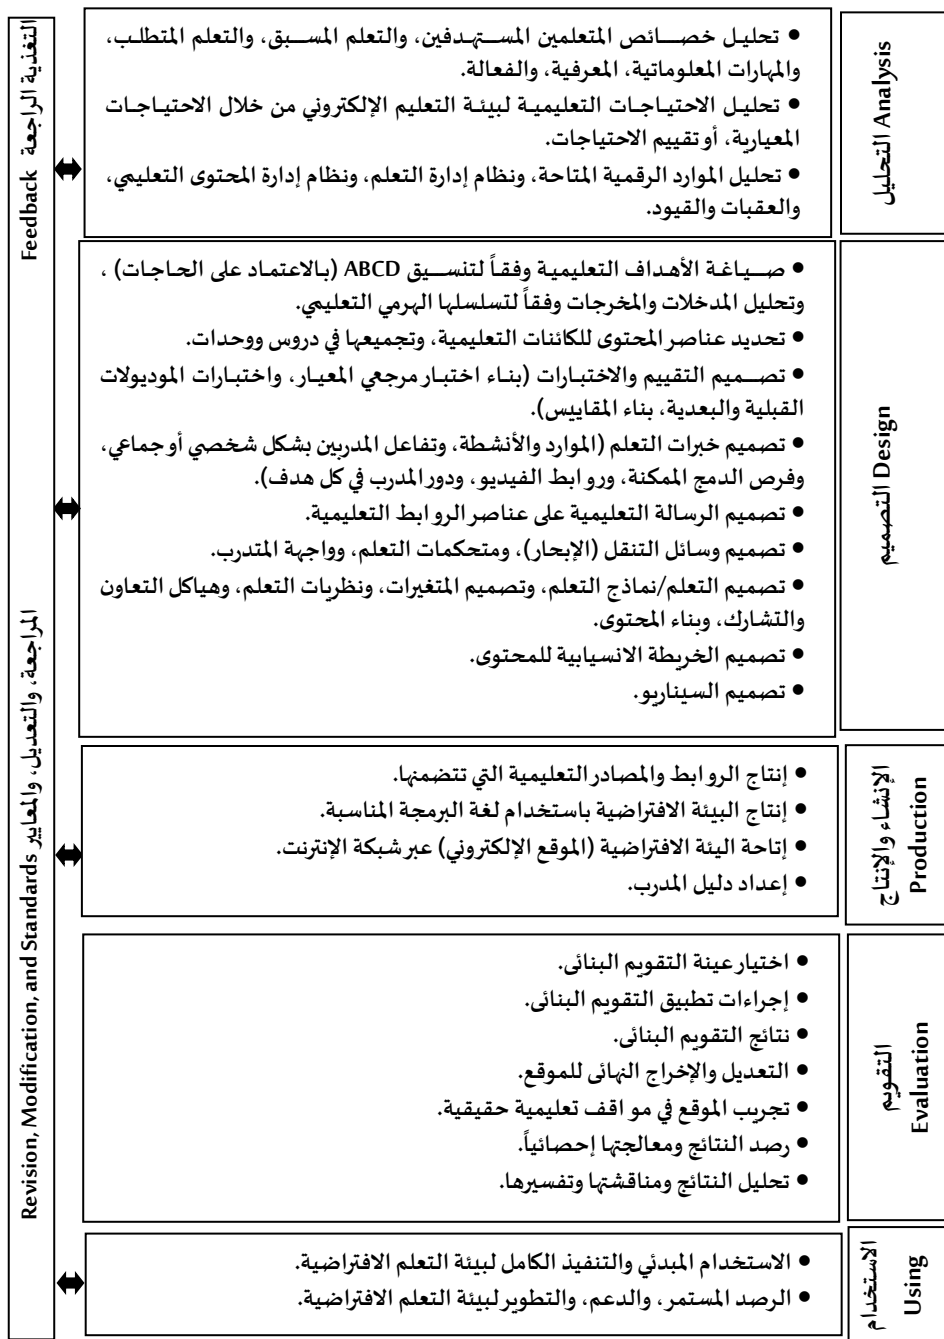 التحليل Analysis
• تحليل خصائص المتعلمين المستهدفين، والتعلم المسبق، والتعلم المتطلب،
والمهارات المعلوماتية، المعرفية، والفعالة.
• تحليل الاحتياجات التعليمية لبيئة التعليم الإلكتروني من خلال الاحتياجات
المعيارية، أو تقييم الاحتياجات.
• تحليل الموارد الرقمية المتاحة، ونظام إدارة التعلم، ونظام إدارة المحتوى التعليمي،
والعقبات والقيود.
التصميم Design
• صياغة الأهداف التعليمية وفقاً لتنسيق ABCD (بالاعتماد على الحاجات) ،
وتحليل المدخلات والمخرجات وفقاً لتسلسلها الهرمي التعليمي.
• تحديد عناصر المحتوى للكائنات التعليمية، وتجميعها في دروس ووحدات.
• تصميم التقييم والاختبارات (بناء اختبار مرجعي المعيار، واختبارات الموديولات
القبلية والبعدية، بناء المقاييس).
• تصميم خبرات التعلم (الموارد والأنشطة، وتفاعل المدربين بشكل شخصي أو جماعي،
وفرص الدمج الممكنة، وروابط الفيديو، ودور المدرب في كل هدف).
• تصميم الرسالة التعليمية على عناصر الروابط التعليمية.
• تصميم وسائل التنقل (الإبحار)، ومتحكمات التعلم، وواجهة المتدرب.
• تصميم التعلم/نماذج التعلم، وتصميم المتغيرات، ونظريات التعلم، وهياكل التعاون
والتشارك، وبناء المحتوى.
• تصميم الخريطة الانسيابية للمحتوى.
• تصميم السيناريو.
الإنشاء والإنتاج
Production
• إنتاج الروابط والمصادر التعليمية التي تتضمنها.
• إنتاج البيئة الافتراضية باستخدام لغة البرمجة المناسبة.
• إتاحة اليئة الافتراضية (الموقع الإلكتروني) عبر شبكة الإنترنت.
• إعداد دليل المدرب.
التقويم
Evaluation
• اختيار عينة التقويم البنائى.
• إجراءات تطبيق التقويم البنائى.
• نتائج التقويم البنائى.
• التعديل والإخراج النهائى للموقع.
• تجريب الموقع في مواقف تعليمية حقيقية.
• رصد النتائج ومعالجتها إحصائياً.
• تحليل النتائج ومناقشتها وتفسيرها.
الاستخدام
Using
• الاستخدام المبدئي والتنفيذ الكامل لبيئة التعلم الافتراضية.
• الرصد المستمر، والدعم، والتطوير لبيئة التعلم الافتراضية.
التغذية الراجعة Feedback
المراجعة، والتعديل، والمعايير Revision, Modification, and Standards